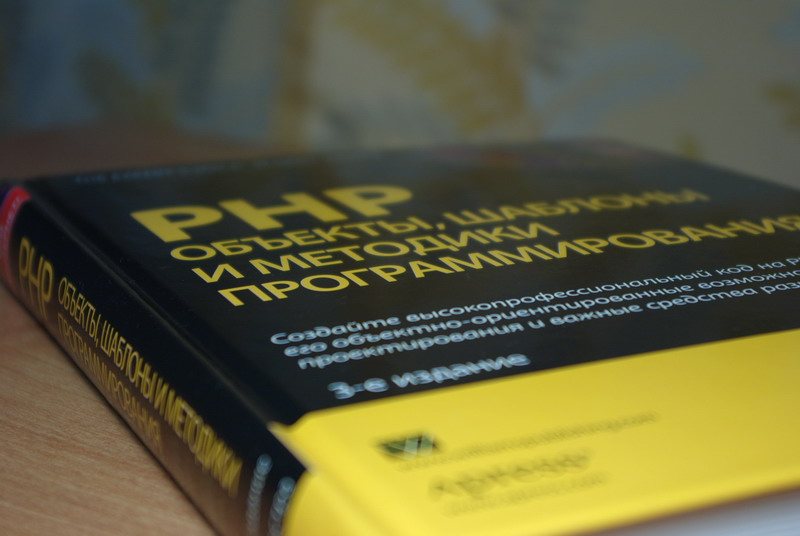 PHP
ОБЪЕКТЫ, ШАБЛОНЫ
И МЕТОДИКИ
ПРОГРАММИРОВАНИЯ
Создайте высокопрофессиональный код на P
его объектно-ориентированные возможно
проектирования и важные средства раз
3-е издание
apress
PHP ОБЪЕКТЫ, ШАБЛОНЫ И МЕТОДИКИ
ПРОГРАММИРОВАНИЯ